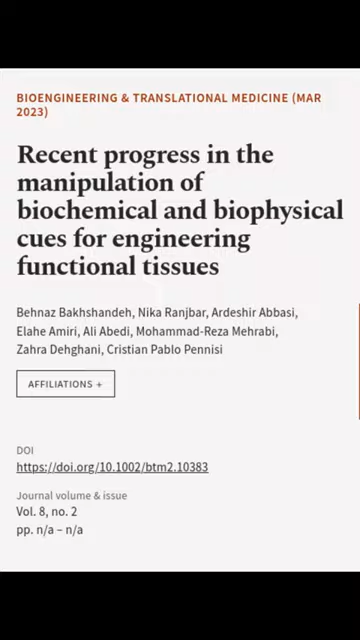 BIOENGINEERING & TRANSLATIONAL MEDICINE (MAR
2023)
Recent progress in the
manipulation of
biochemical and biophysical
cues for engineering
functional tissues
Behnaz Bakhshandeh, Nika Ranjbar, Ardeshir Abbasi,
Elahe Amiri, Ali Abedi, Mohammad-Reza Mehrabi,
Zahra Dehghani, Cristian Pablo Pennisi
AFFILIATIONS +
DOI
https://doi.org/10.1002/btm2.10383
Journal volume & issue
Vol. 8, no. 2
pp. n/a – n/a